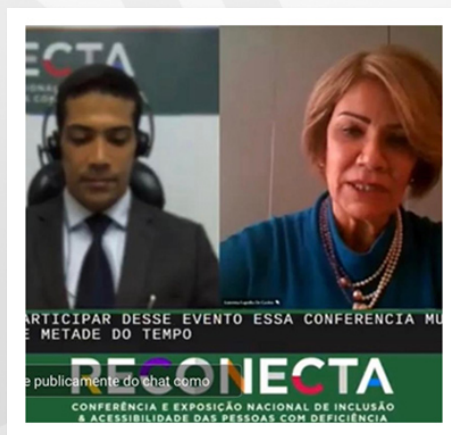 ECTA
ARTICIPAR DESSE EVENTO ESSA CONFERENCIA MU
E METADE DO TEMPO
RECONECTA
e publicamente do chat como
CONFERÊNCIA E EXPOSIÇÃO NACIONAL DE INCLUSÃO
& ACESSIBILIDADE DAS PESSOAS COM DEFICIÊNCIA